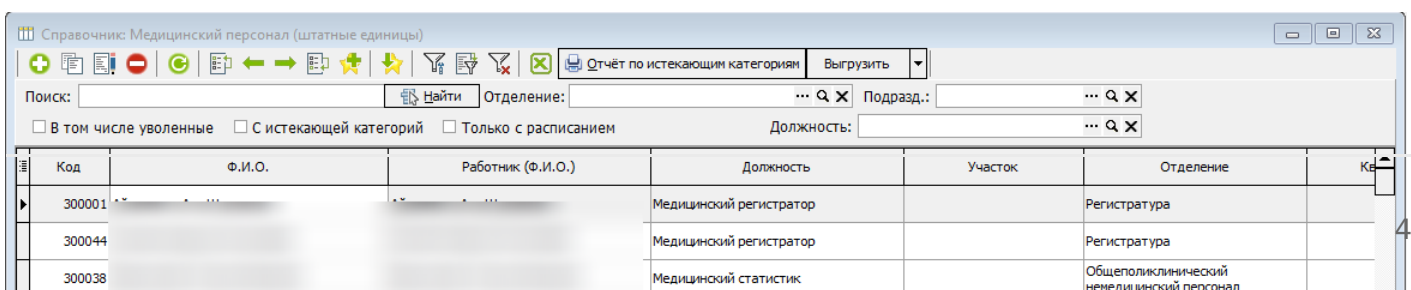 Справочник: Медицинский персонал (штатные единицы)
Отчёт по истекающим категориям Выгрузить
Поиск: Найти Отделение: Подразд.:
В том числе уволенные С истекающей категорий Только с расписанием Должность:
Код Ф.И.О. Работник (Ф.И.О.) Должность Участок Отделение
300001 Медицинский регистратор Регистратура
300044 Медицинский регистратор Регистратура
4
300038 Медицинский статистик Общеполиклинический
немедицинский персонал